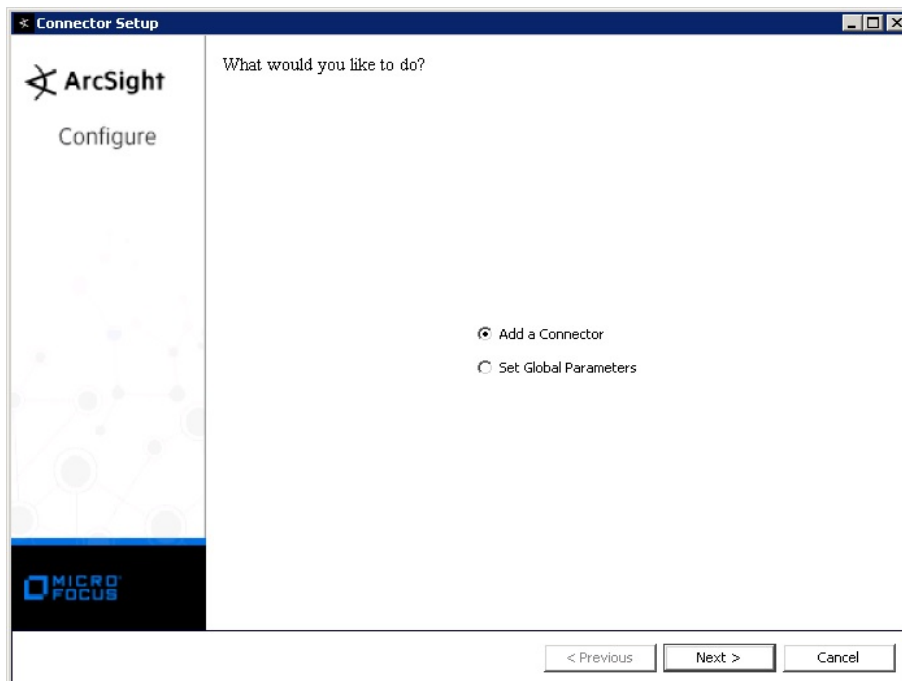 Connector Setup
ArcSight
Configure
What would you like to do?
Add a Connector
Set Global Parameters
MICRO
FOCUS
< Previous
Next >
Cancel